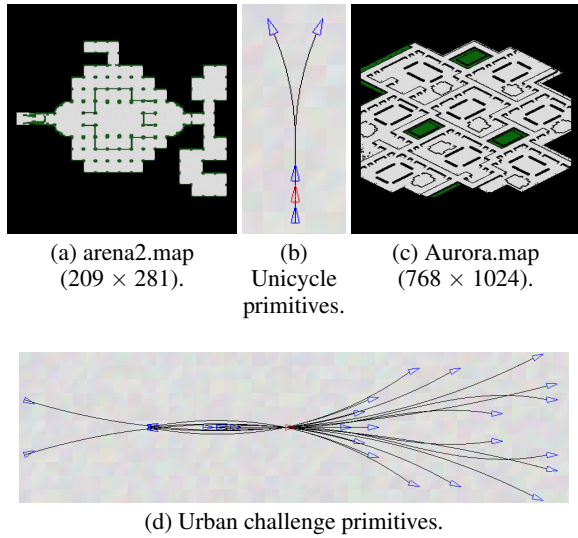 (a) arena2.map
(209 × 281).
(b)
Unicycle
primitives.
(c) Aurora.map
(768 × 1024).
(d) Urban challenge primitives.